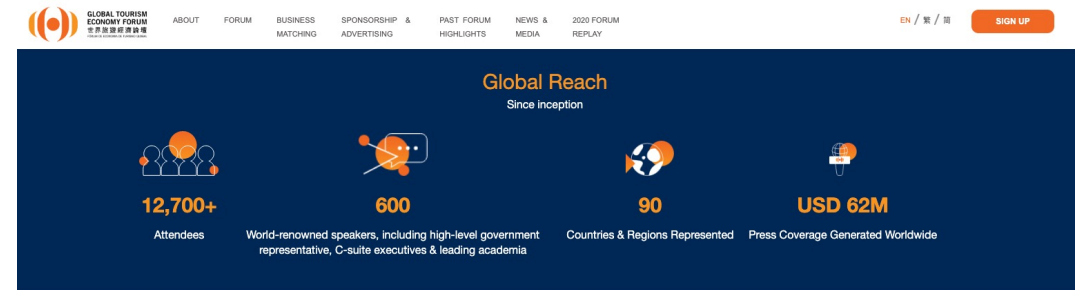 GLOBAL TOURISM
ECONOMY FORUM
世界旅遊經濟論壇
ABOUT
FORUM
BUSINESS
MATCHING
SPONSORSHIP &
ADVERTISING
PAST FORUM
HIGHLIGHTS
NEWS &
MEDIA
2020 FORUM
REPLAY
EN / 繁 / 简
SIGN UP
Global Reach
Since inception
12,700+
Attendees
600
World-renowned speakers, including high-level government
representative, C-suite executives & leading academia
90
Countries & Regions Represented
USD 62M
Press Coverage Generated Worldwide